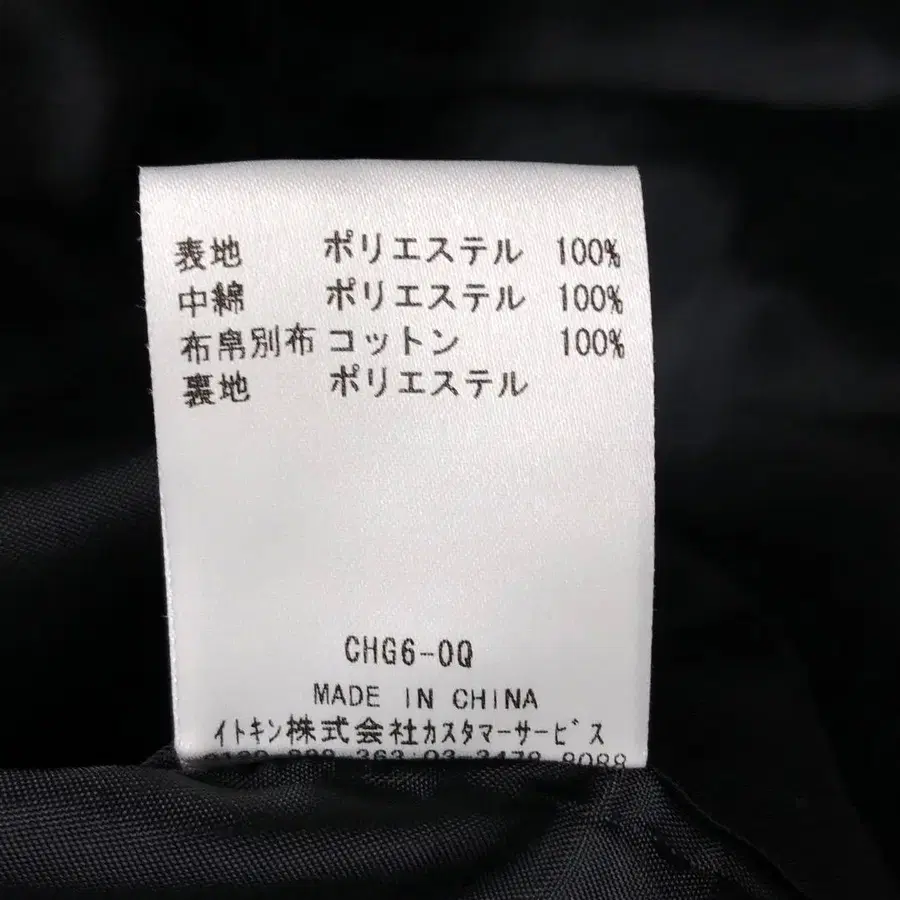 表地 ポリエステル 100%
中綿 ポリエステル 100%
布帛別布 コットン 100%
裏地 ポリエステル
CHG6-0Q
MADE IN CHINA
イトキン株式会社カスタマーサービス